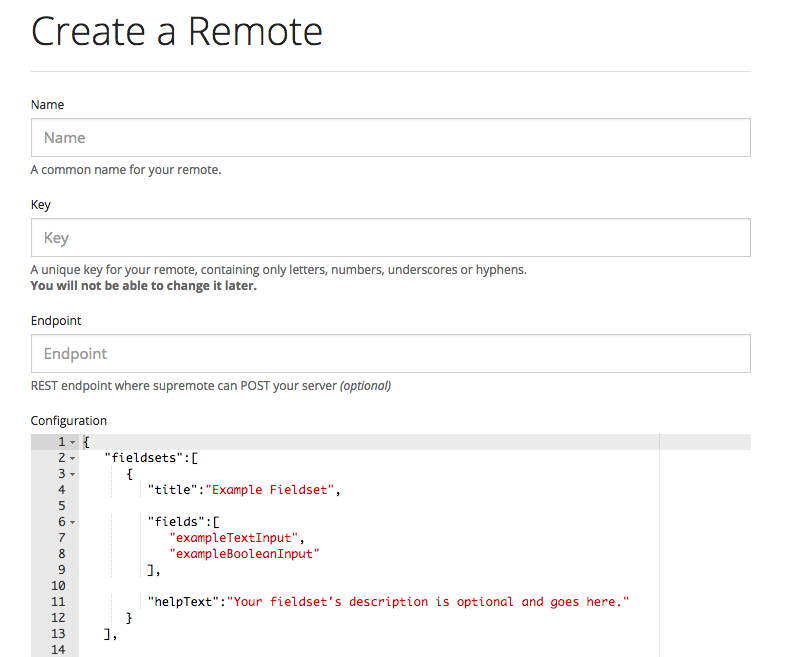 Create a Remote
Name
Name
A common name for your remote.
Key
Key
A unique key for your remote, containing only letters, numbers, underscores or hyphens.
You will not be able to change it later.
Endpoint
Endpoint
REST endpoint where supremote can POST your server (optional)
Configuration
1 {
2 "fieldsets":[
3 {
4 "title":"Example Fieldset",
5
6 "fields":[
7 "exampleTextInput",
8 "exampleBooleanInput"
9 ],
10
11 "helpText":"Your fieldset's description is optional and goes here."
12 }
13 ],
14